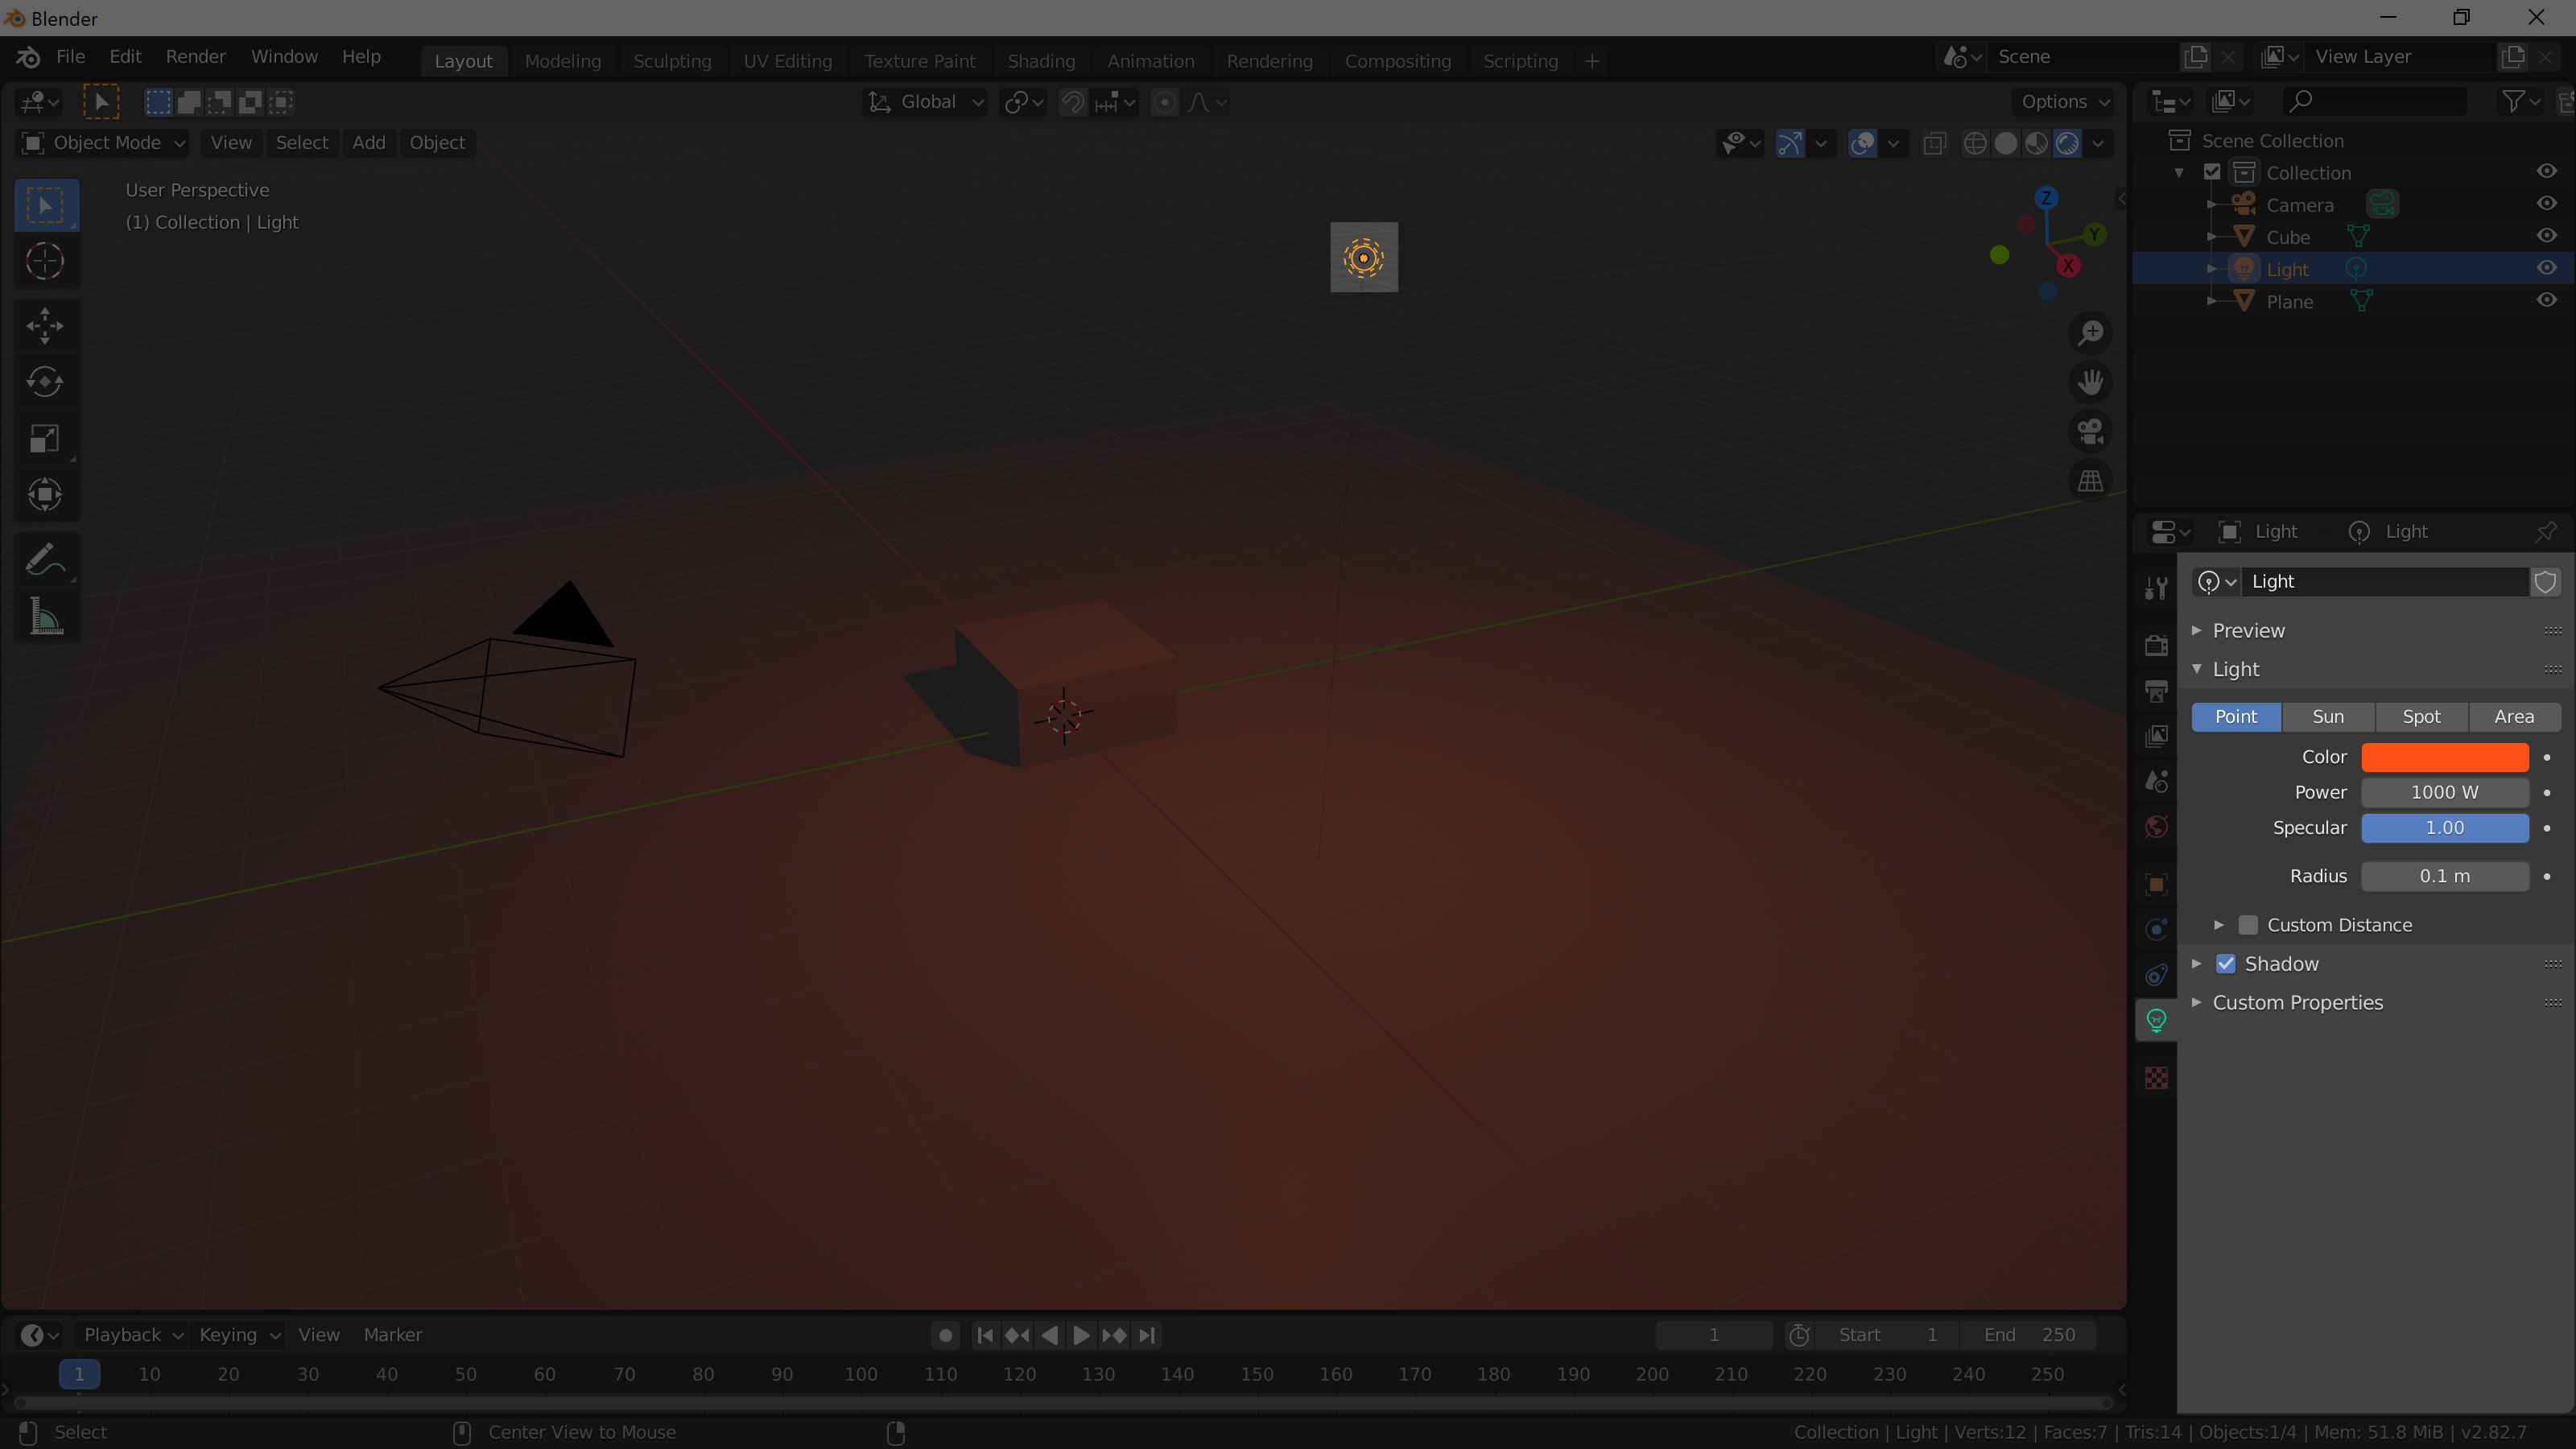 Blender
File Edit Render Window Help Layout Modeling Sculpting UV Editing Texture Paint Shading Animation Rendering Compositing Scripting + Scene View Layer
Global Options
Object Mode View Select Add Object
User Perspective
(1) Collection | Light
Z
Y
X
Scene Collection
Collection
Camera
Cube
Light
Plane
Light Light
Light
Preview
Light
Point Sun Spot Area
Color
Power 1000 W
Specular 1.00
Radius 0.1 m
Custom Distance
Shadow
Custom Properties
Playback Keying View Marker 1 Start 1 End 250
1 10 20 30 40 50 60 70 80 90 100 110 120 130 140 150 160 170 180 190 200 210 220 230 240 250
Select Center View to Mouse Collection | Light | Verts:12 | Faces:7 | Tris:14 | Objects:1/4 | Mem: 51.8 MiB | v2.82.7